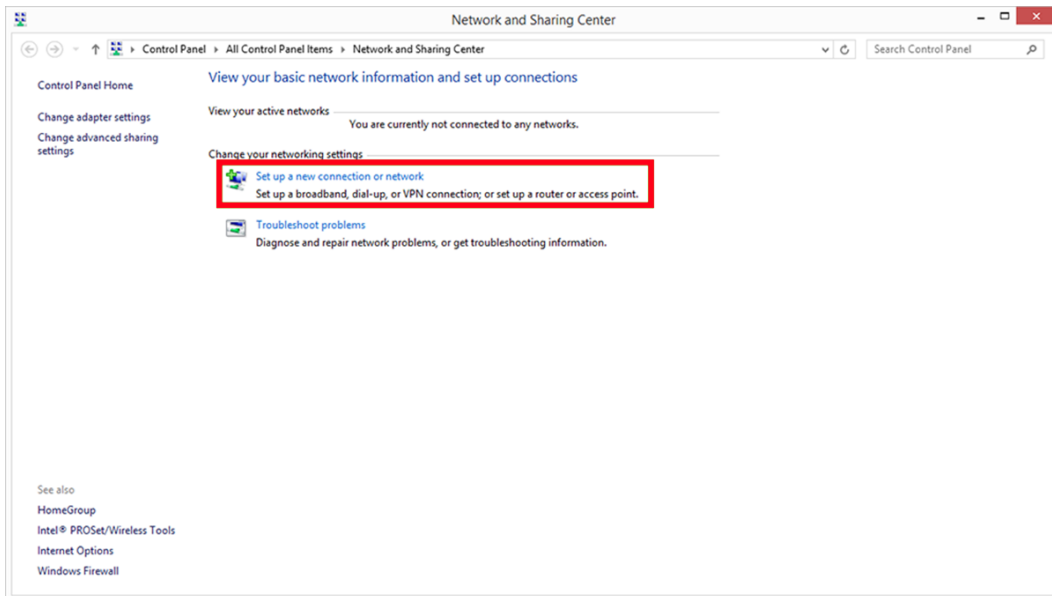 Network and Sharing Center
Control Panel
All Control Panel Items
Network and Sharing Center
Search Control Panel
Control Panel Home
Change adapter settings
Change advanced sharing
settings
View your basic network information and set up connections
View your active networks
You are currently not connected to any networks.
Change your networking settings
Set up a new connection or network
Set up a broadband, dial-up, or VPN connection; or set up a router or access point.
Troubleshoot problems
Diagnose and repair network problems, or get troubleshooting information.
See also
HomeGroup
Intel® PROSet/Wireless Tools
Internet Options
Windows Firewall